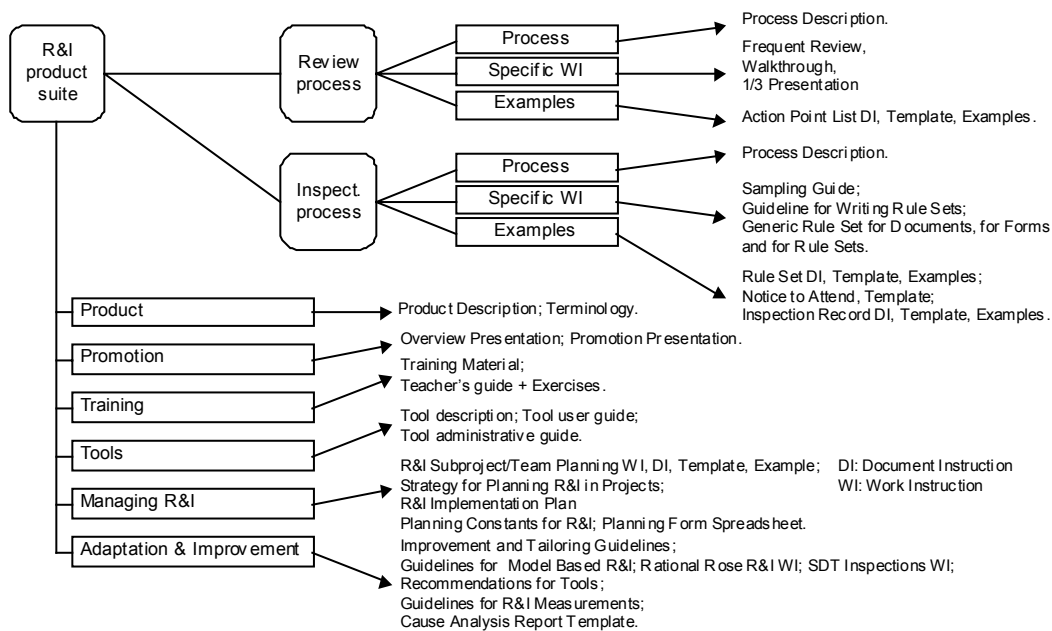 R&I
product
suite
Review
process
Process
Specific WI
Examples
Process Description.
Frequent Review,
Walkthrough,
1/3 Presentation
Action Point List DI, Template, Examples.
Inspect.
process
Process
Specific WI
Examples
Process Description.
Sampling Guide;
Guideline for Writing Rule Sets;
Generic Rule Set for Documents, for Forms
and for Rule Sets.
Rule Set DI, Template, Examples;
Notice to Attend, Template;
Inspection Record DI, Template, Examples.
Product
Product Description; Terminology.
Promotion
Overview Presentation; Promotion Presentation.
Training
Training Material;
Teacher's guide + Exercises.
Tools
Tool description; Tool user guide;
Tool administrative guide.
Managing R&I
R&I Subproject/Team Planning WI, DI, Template, Example;
Strategy for Planning R&I in Projects;
R&I Implementation Plan
Planning Constants for R&I; Planning Form Spreadsheet.
DI: Document Instruction
WI: Work Instruction
Adaptation & Improvement
Improvement and Tailoring Guidelines;
Guidelines for Model Based R&I; Rational Rose R&I WI; SDT Inspections WI;
Recommendations for Tools;
Guidelines for R&I Measurements;
Cause Analysis Report Template.